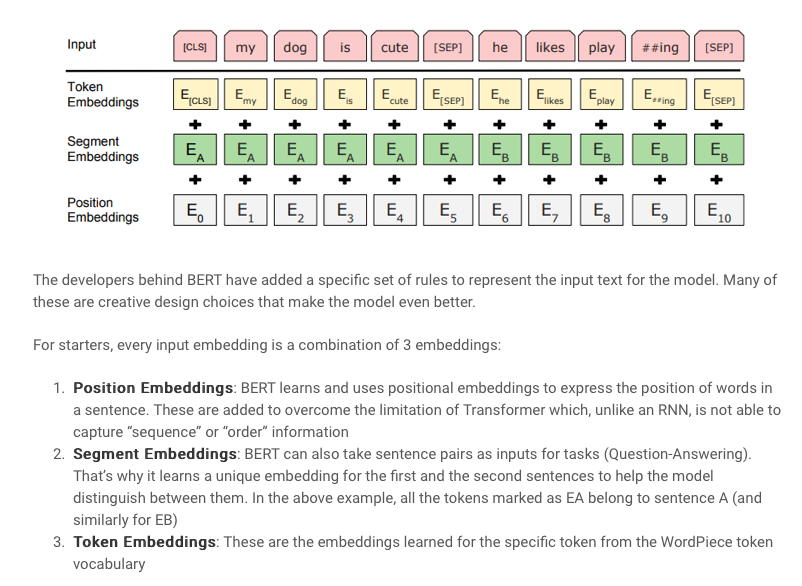 Input [CLS] my dog is cute [SEP] he likes play ##ing [SEP]
Token
Embeddings
E[CLS] Emy Edog Eis Ecute E[SEP] Ehe Elikes Eplay E##ing E[SEP]
+ + + + + + + + + + +
Segment
Embeddings
EA EA EA EA EA EA EB EB EB EB EB
+ + + + + + + + + + +
Position
Embeddings
E0 E1 E2 E3 E4 E5 E6 E7 E8 E9 E10
The developers behind BERT have added a specific set of rules to represent the input text for the model. Many of
these are creative design choices that make the model even better.
For starters, every input embedding is a combination of 3 embeddings:
1. Position Embeddings: BERT learns and uses positional embeddings to express the position of words in
a sentence. These are added to overcome the limitation of Transformer which, unlike an RNN, is not able to
capture “sequence” or “order” information
2. Segment Embeddings: BERT can also take sentence pairs as inputs for tasks (Question-Answering).
That’s why it learns a unique embedding for the first and the second sentences to help the model
distinguish between them. In the above example, all the tokens marked as EA belong to sentence A (and
similarly for EB)
3. Token Embeddings: These are the embeddings learned for the specific token from the WordPiece token
vocabulary